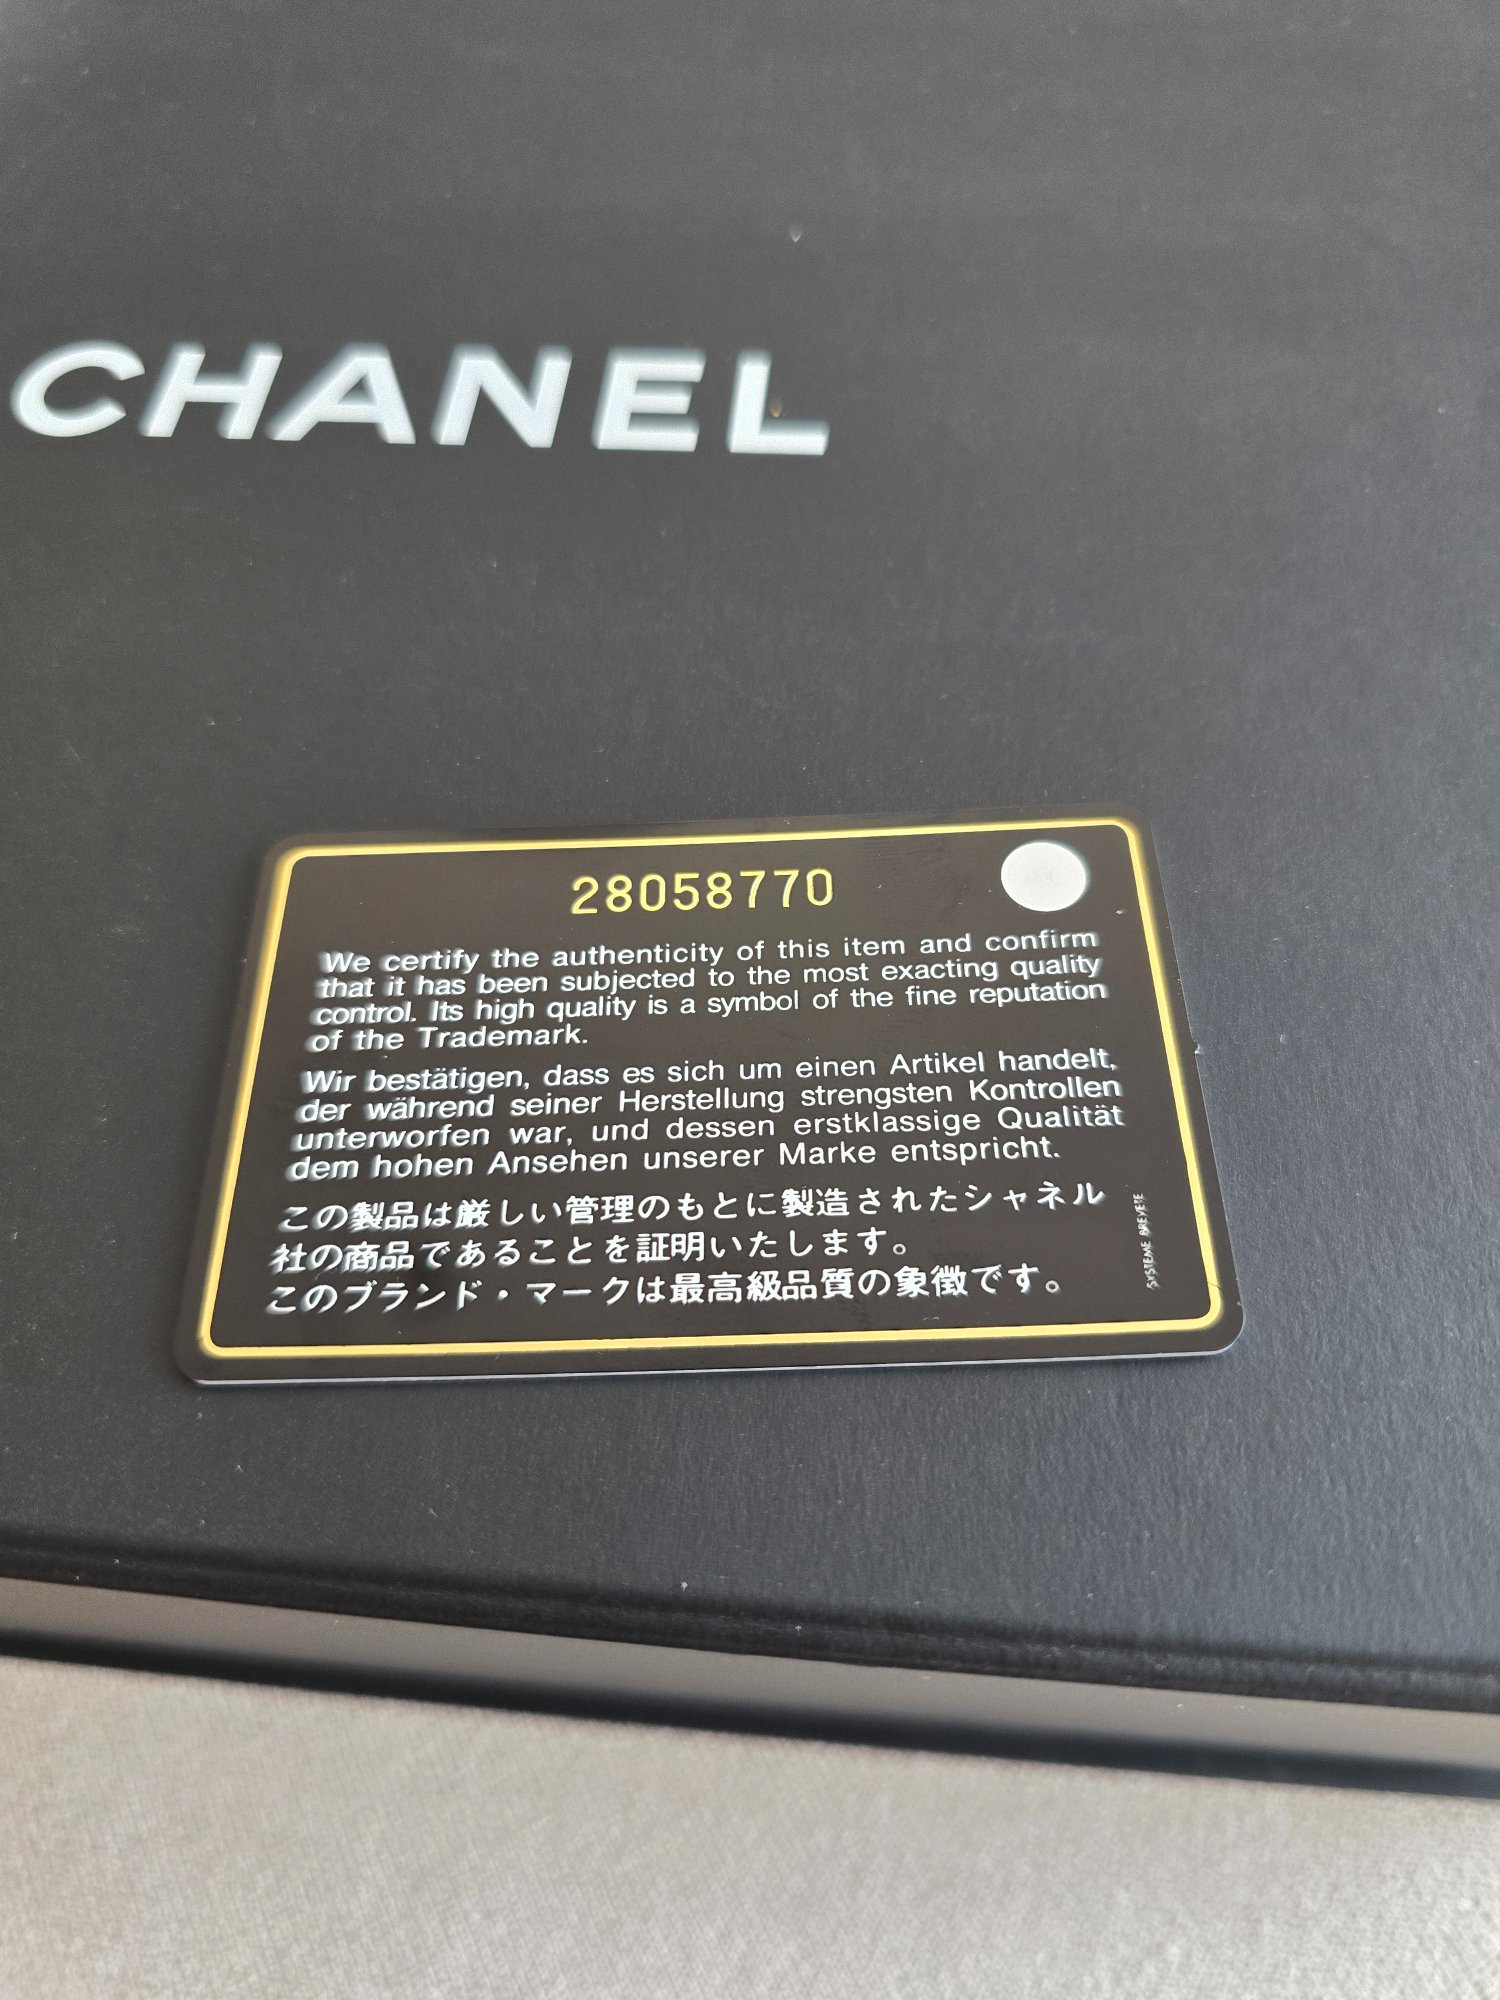 CHANEL
28058770
We certify the authenticity of this item and confirm
that it has been subjected to the most exacting quality
control. Its high quality is a symbol of the fine reputation
of the Trademark.
Wir bestätigen, dass es sich um einen Artikel handelt,
der während seiner Herstellung strengsten Kontrollen
unterworfen war, und dessen erstklassige Qualität
dem hohen Ansehen unserer Marke entspricht.
この製品は厳しい管理のもとに製造されたシャネル
社の商品であることを証明いたします。
このブランド・マークは最高級品質の象徴です。
SYSTEME BREVETE